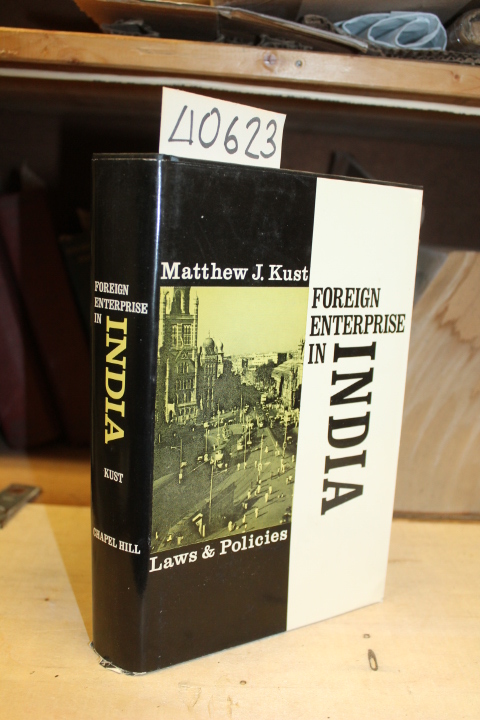 40623
FOREIGN
ENTERPRISE
IN
INDIA
KUST
CHAPEL HILL
Matthew J. Kust
Laws & Policies
FOREIGN
ENTERPRISE
IN
INDIA